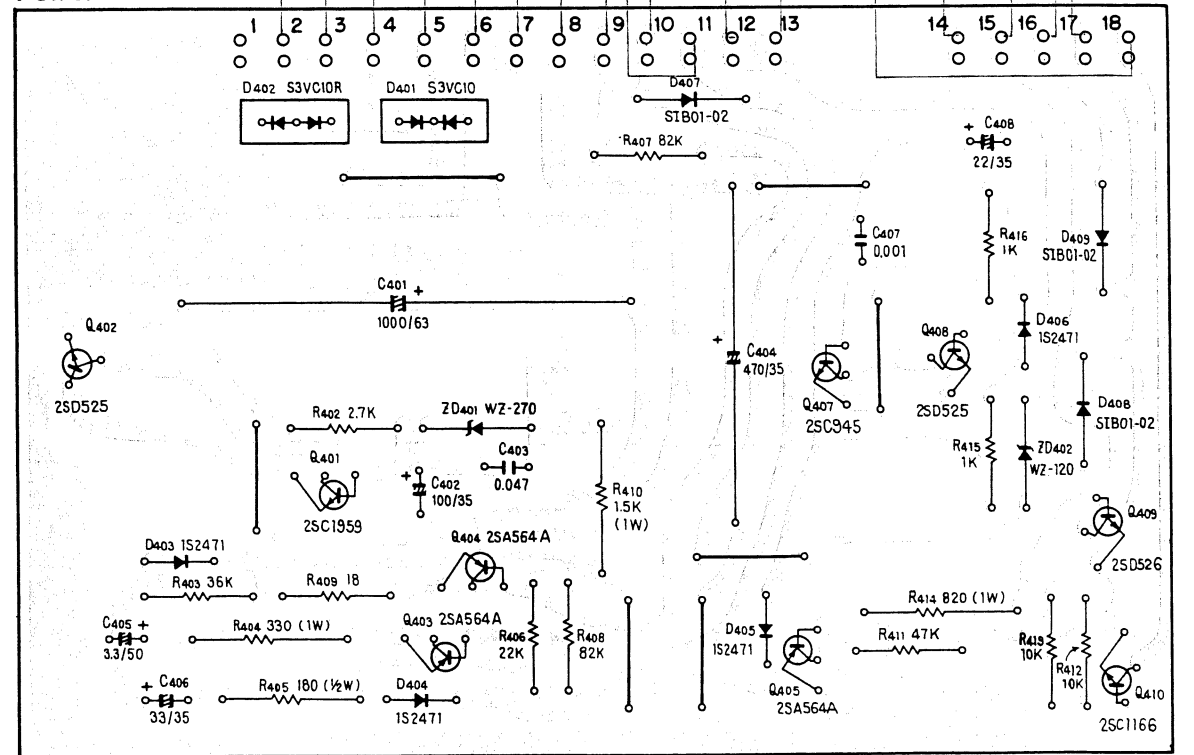 1 2 3 4 5 6 7 8 9 10 11 12 13 14 15 16 17 18
D402 S3VC10R
D401 S3VC10
D407
SIB01-02
R407 82K
C408
+
22/35
C407
0.001
R416
1K
D409
SIB01-02
C401
+
1000/63
Q402
2SD525
+
C404
470/35
Q407
2SC945
Q408
2SD525
D406
1S2471
D408
SIB01-02
R402 2.7K
ZD401 WZ-270
C403
0.047
Q401
2SC1959
+
C402
100/35
R410
1.5K
(1W)
R415
1K
ZD402
WZ-120
Q409
2SD526
Q404 2SA564A
D403 1S2471
R403 36K
R409 18
C405 +
3.3/50
R404 330 (1W)
Q403 2SA564A
R406
22K
R408
82K
D405
1S2471
R414 820 (1W)
R411 47K
R413
10K
R412
10K
+
C406
33/35
R405 180 (½W)
D404
1S2471
Q405
2SA564A
Q410
2SC1166